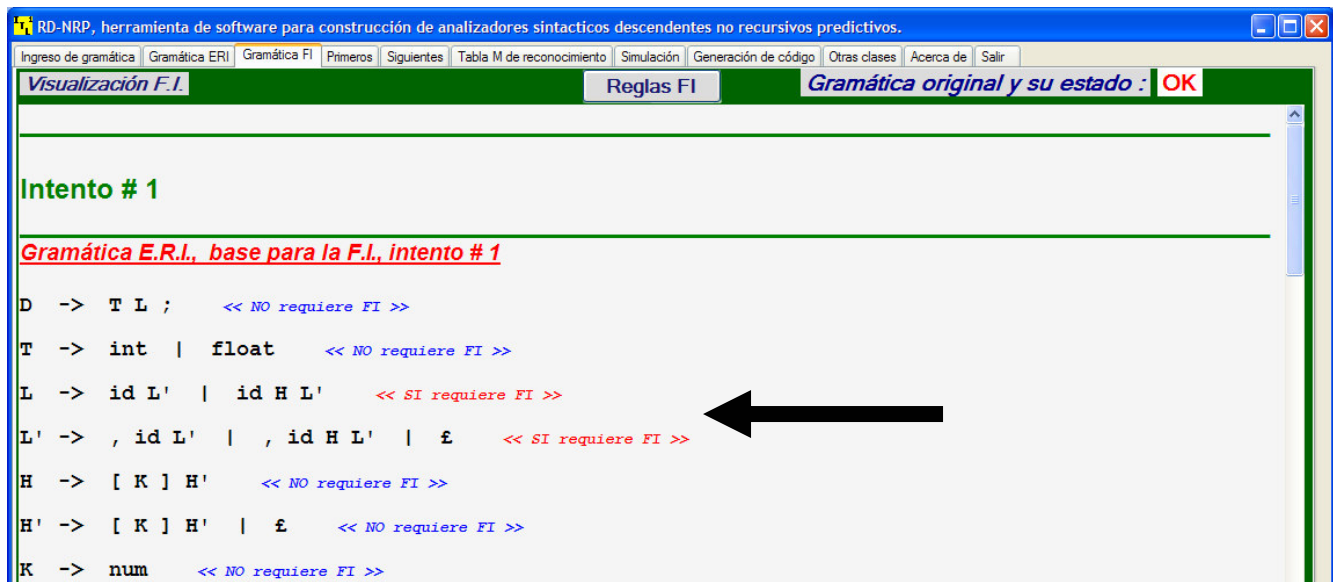 RD-NRP, herramienta de software para construcción de analizadores sintacticos descendentes no recursivos predictivos.
Ingreso de gramática Gramática ERI Gramática FI Primeros Siguientes Tabla M de reconocimiento Simulación Generación de código Otras clases Acerca de Salir
Visualización F.I. Reglas FI Gramática original y su estado : OK
Intento # 1
Gramática E.R.I., base para la F.I., intento # 1
D -> T L ; << NO requiere FI >>
T -> int | float << NO requiere FI >>
L -> id L' | id H L' << SI requiere FI >>
L' -> , id L' | , id H L' | £ << SI requiere FI >>
H -> [ K ] H' << NO requiere FI >>
H' -> [ K ] H' | £ << NO requiere FI >>
K -> num << NO requiere FI >>